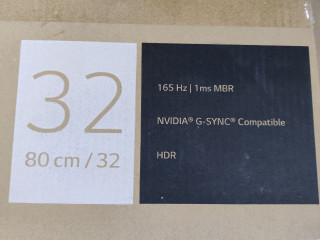 32
80 cm / 32
165 Hz | 1ms MBR
NVIDIA® G-SYNC® Compatible
HDR